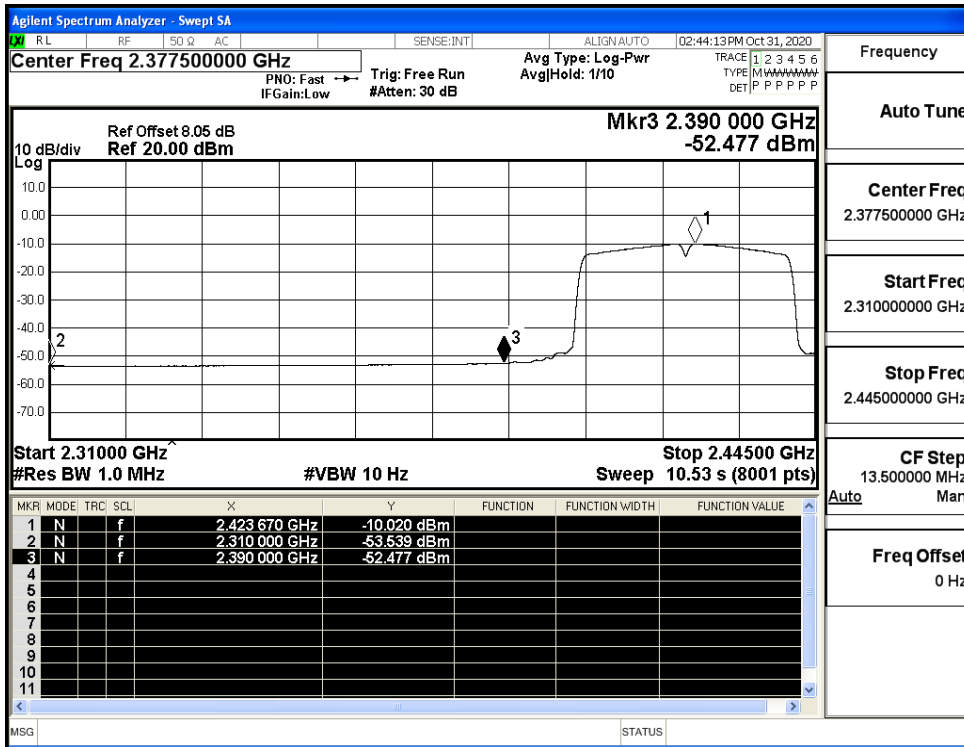 Agilent Spectrum Analyzer - Swept SA
LXI RL RF 50 Ω AC SENSE:INT ALIGN AUTO 02:44:13 PM Oct 31, 2020
Center Freq 2.377500000 GHz
PNO: Fast
IFGain:Low
Trig: Free Run
#Atten: 30 dB
Avg Type: Log-Pwr
Avg|Hold: 1/10
TRACE 1 2 3 4 5 6
TYPE M W W W W W
DET P P P P P P
Mkr3 2.390 000 GHz
-52.477 dBm
Ref Offset 8.05 dB
10 dB/div Ref 20.00 dBm
Log
10.0
0.00
-10.0
-20.0
-30.0
-40.0
-50.0
-60.0
-70.0
1
2
3
Start 2.31000 GHz^ Stop 2.44500 GHz
#Res BW 1.0 MHz #VBW 10 Hz Sweep 10.53 s (8001 pts)
MKR MODE TRC SCL X Y FUNCTION FUNCTION WIDTH FUNCTION VALUE
1 N f 2.423 670 GHz -10.020 dBm
2 N f 2.310 000 GHz -53.539 dBm
3 N f 2.390 000 GHz -52.477 dBm
4
5
6
7
8
9
10
11
MSG STATUS
Frequency
Auto Tune
Center Freq
2.377500000 GHz
Start Freq
2.310000000 GHz
Stop Freq
2.445000000 GHz
CF Step
13.500000 MHz
Auto Man
Freq Offset
0 Hz